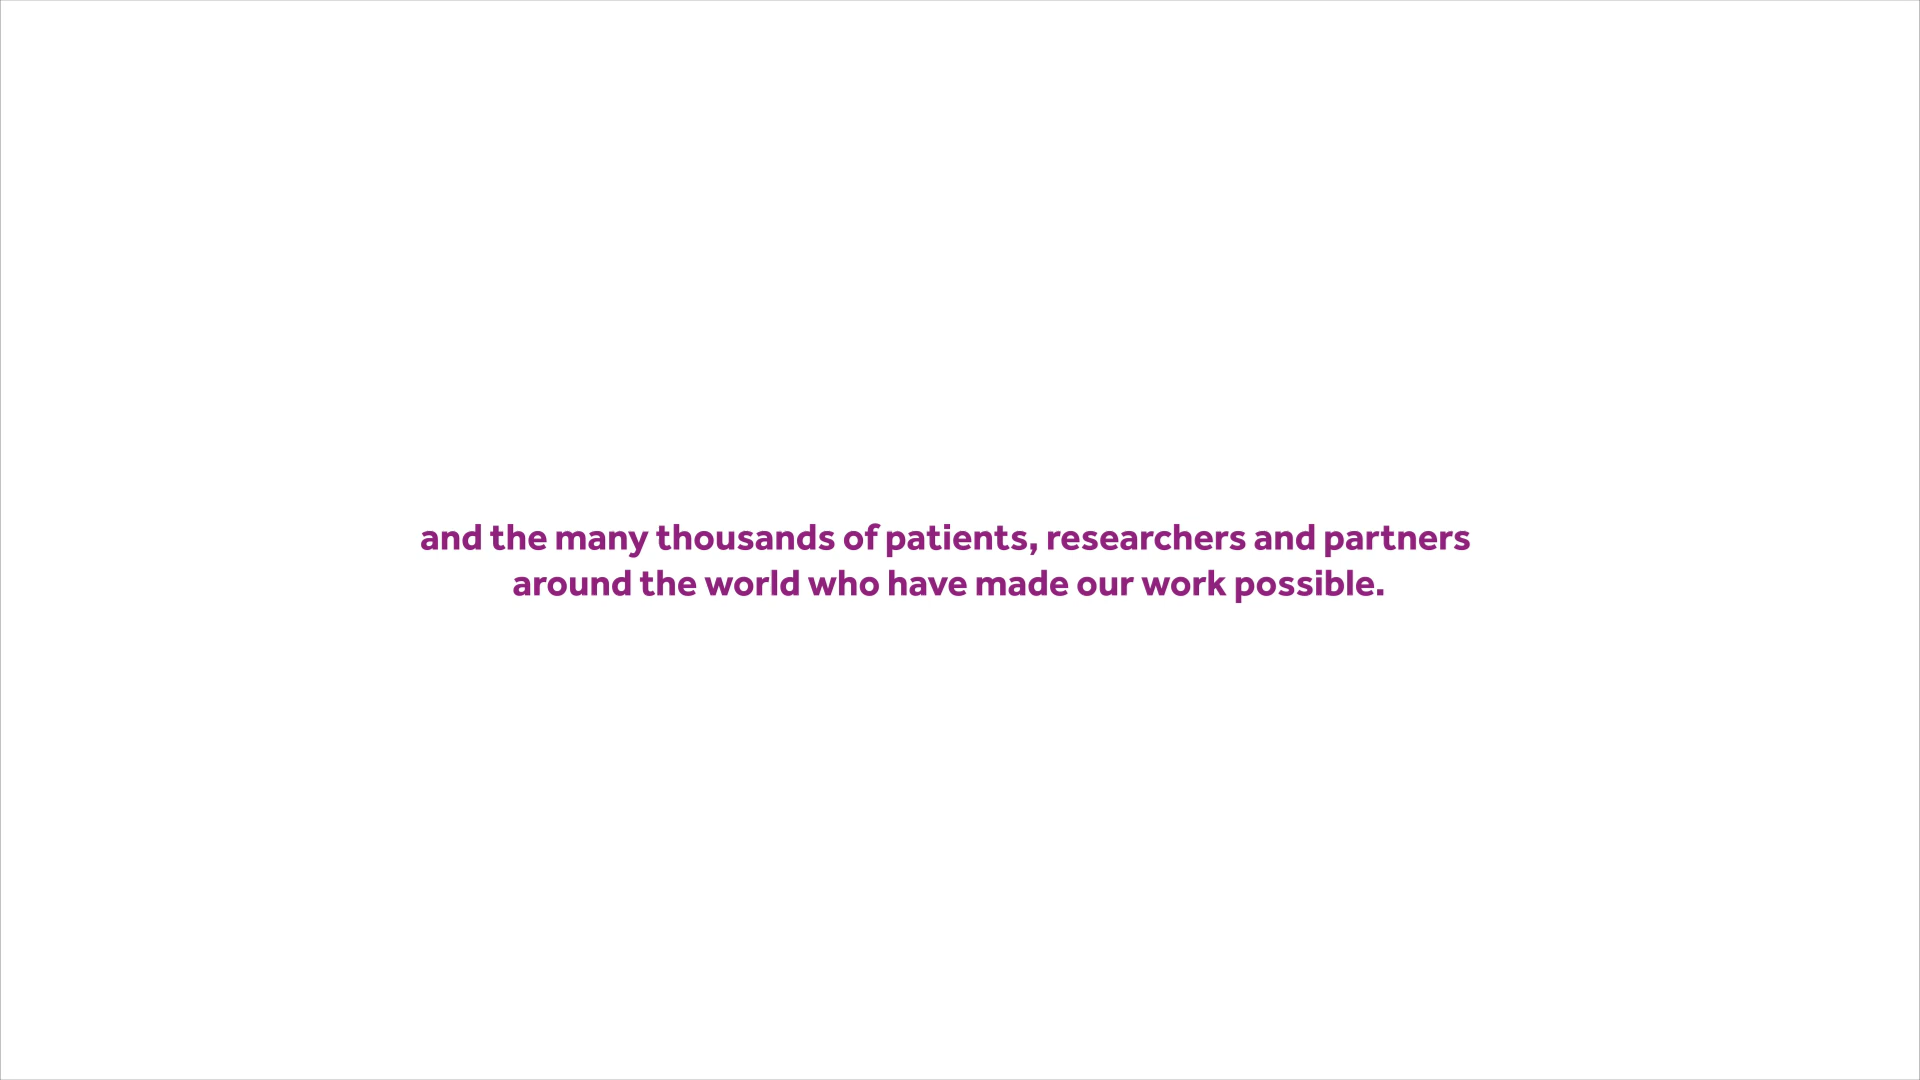 and the many thousands of patients, researchers and partners
around the world who have made our work possible.